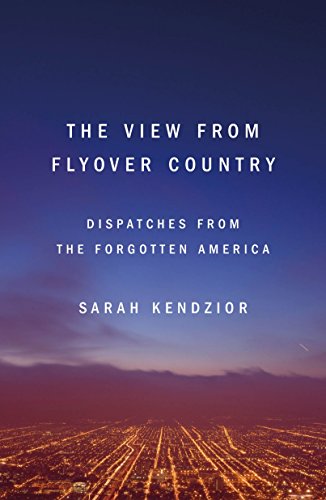 THE VIEW FROM
FLYOVER COUNTRY
DISPATCHES FROM
THE FORGOTTEN AMERICA
SARAH KENDZIOR